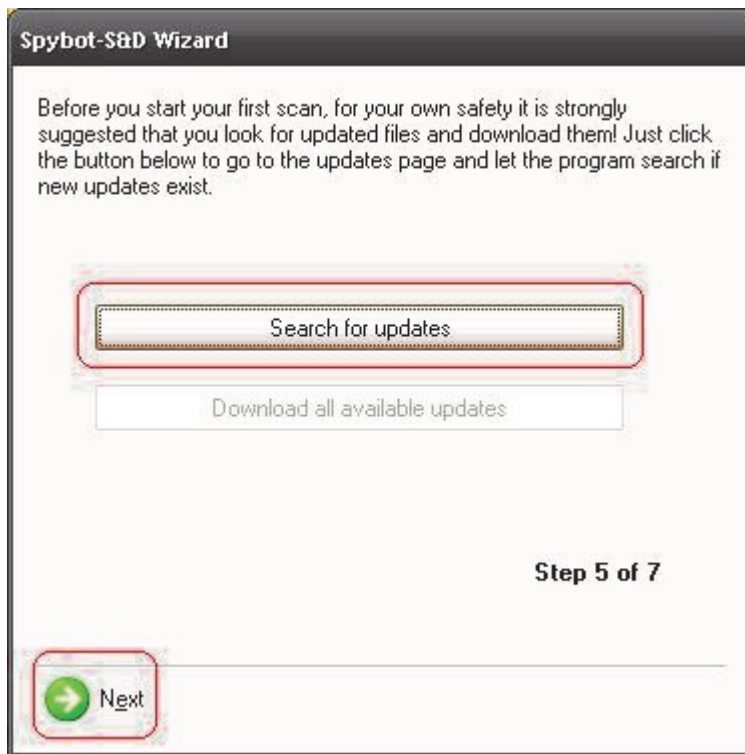 Spybot-S&D Wizard
Before you start your first scan, for your own safety it is strongly
suggested that you look for updated files and download them! Just click
the button below to go to the updates page and let the program search if
new updates exist.
Search for updates
Download all available updates
Step 5 of 7
Next